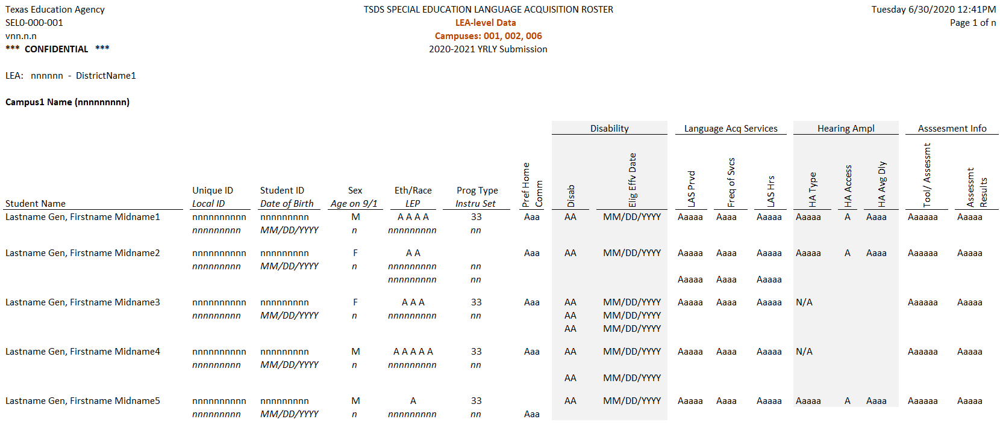 Texas Education Agency TSDS SPECIAL EDUCATION LANGUAGE ACQUISITION ROSTER Tuesday 6/30/2020 12:41PM
SEL0-000-001 LEA-level Data Page 1 of n
vnn.n.n Campuses: 001, 002, 006
*** CONFIDENTIAL *** 2020-2021 YRLY Submission
LEA: nnnnnn - DistrictName1
Campus1 Name (nnnnnnnnn)
Disability Language Acq Services Hearing Ampl Asssesment Info
Student Name
Unique ID
Local ID
Student ID
Date of Birth
Sex
Age on 9/1
Eth/Race
LEP
Prog Type
Instru Set
Pref Home
Comm
Disab
Elig Effv Date
LAS Prvd
Freq of Svcs
LAS Hrs
HA Type
HA Access
HA Avg Dly
Tool/ Assessmt
Assessmt
Results
Lastname Gen, Firstname Midname1 nnnnnnnnnn nnnnnnnnn M A A A A 33 Aaa AA MM/DD/YYYY Aaaaa Aaaa Aaaaa Aaaaa A Aaaa Aaaaaa Aaaaa
nnnnnnnnn MM/DD/YYYY n nnnnnnnnn nn
Lastname Gen, Firstname Midname2 nnnnnnnnnn nnnnnnnnn F A A Aaa AA MM/DD/YYYY Aaaaa Aaaa Aaaaa Aaaaa A Aaaa Aaaaaa Aaaaa
nnnnnnnnn MM/DD/YYYY n nnnnnnnnn nn
nnnnnnnnn nn Aaaaa Aaaa Aaaaa
Lastname Gen, Firstname Midname3 nnnnnnnnnn nnnnnnnnn F A A A 33 Aaa AA MM/DD/YYYY Aaaaa Aaaa Aaaaa N/A Aaaaaa Aaaaa
nnnnnnnnn MM/DD/YYYY n nnnnnnnnn nn AA MM/DD/YYYY
AA MM/DD/YYYY
Lastname Gen, Firstname Midname4 nnnnnnnnnn nnnnnnnnn M A A A A A 33 Aaa AA MM/DD/YYYY Aaaaa Aaaa Aaaaa N/A Aaaaaa Aaaaa
nnnnnnnnn MM/DD/YYYY n nnnnnnnnn nn
AA MM/DD/YYYY
Lastname Gen, Firstname Midname5 nnnnnnnnnn nnnnnnnnn M A 33 AA MM/DD/YYYY Aaaaa Aaaa Aaaaa Aaaaa A Aaaa Aaaaaa Aaaaa
nnnnnnnnn MM/DD/YYYY n nnnnnnnnn nn Aaa